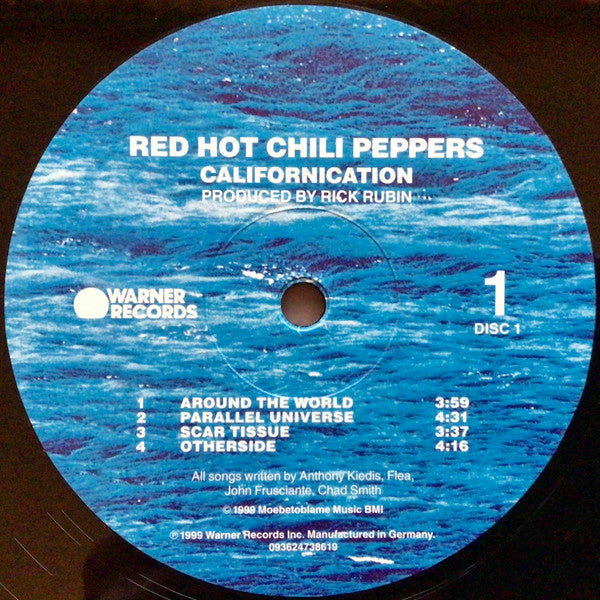 RED HOT CHILI PEPPERS
CALIFORNICATION
PRODUCED BY RICK RUBIN
WARNER
RECORDS
1
DISC 1
1 AROUND THE WORLD 3:59
2 PARALLEL UNIVERSE 4:31
3 SCAR TISSUE 3:37
4 OTHERSIDE 4:16
All songs written by Anthony Kiedis, Flea,
John Frusciante, Chad Smith
© 1999 Moebetoblame Music BMI
℗ 1999 Warner Records Inc. Manufactured in Germany.
093624738619